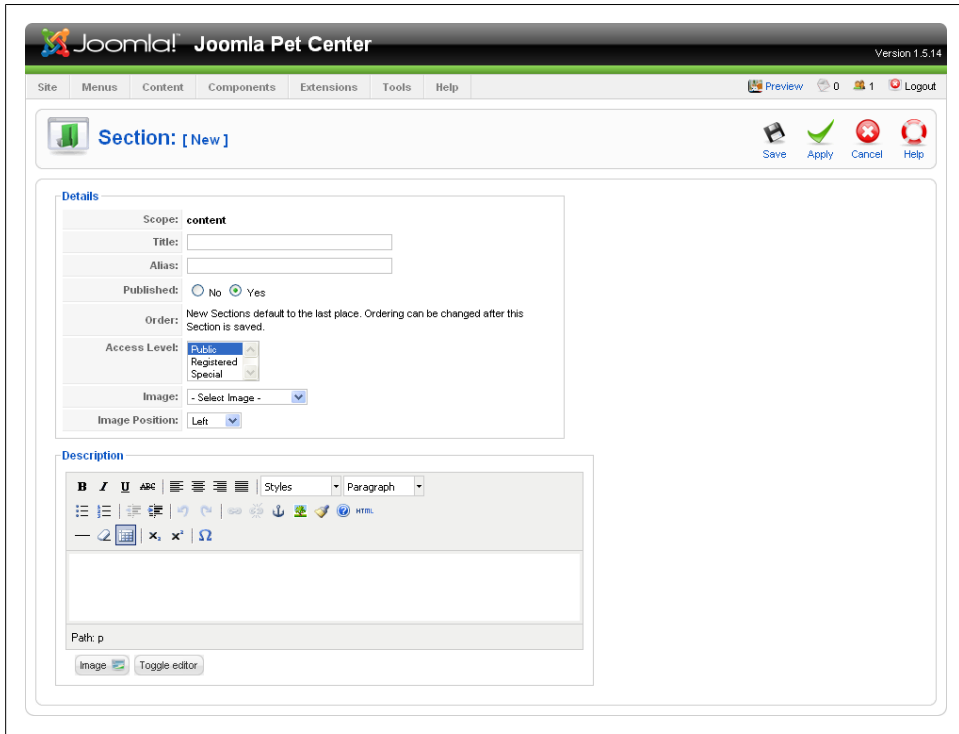 Joomla! Joomla Pet Center
Version 1.5.14
Site Menus Content Components Extensions Tools Help Preview 0 1 Logout
Section: [ New ]
Save Apply Cancel Help
Details
Scope: content
Title:
Alias:
Published: No Yes
Order: New Sections default to the last place. Ordering can be changed after this
Section is saved.
Access Level: Public
Registered
Special
Image: - Select Image -
Image Position: Left
Description
B I U ABC Styles Paragraph
HTML
x₂ x² Ω
Path: p
Image Toggle editor